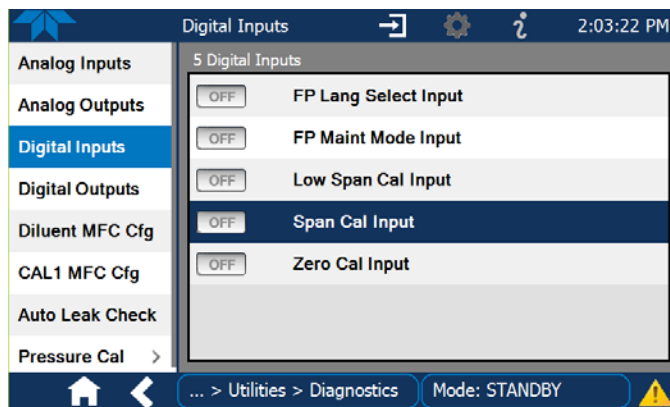 Digital Inputs 2:03:22 PM
Analog Inputs
Analog Outputs
Digital Inputs
Digital Outputs
Diluent MFC Cfg
CAL1 MFC Cfg
Auto Leak Check
Pressure Cal >
5 Digital Inputs
OFF FP Lang Select Input
OFF FP Maint Mode Input
OFF Low Span Cal Input
OFF Span Cal Input
OFF Zero Cal Input
... > Utilities > Diagnostics Mode: STANDBY